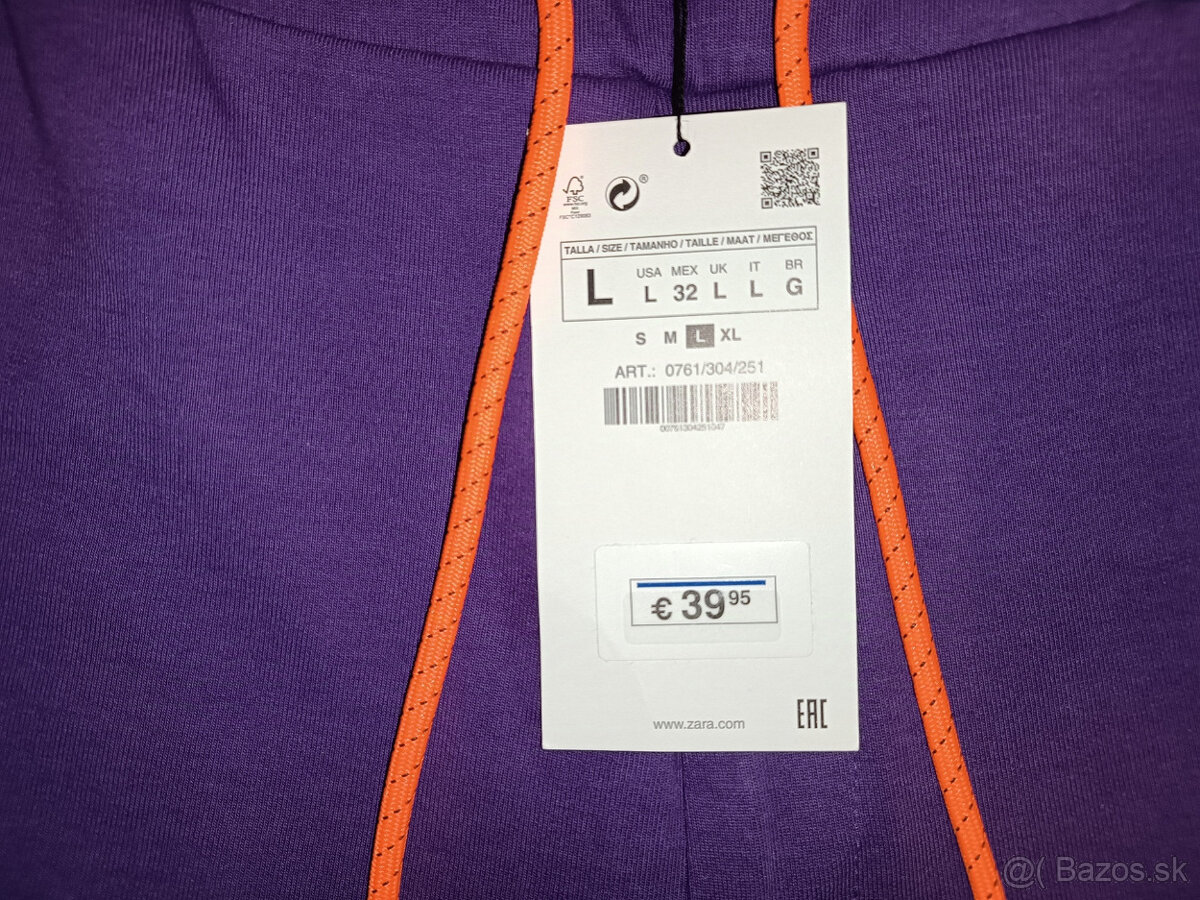 FSC
®
TALLA / SIZE / TAMANHO / TAILLE / MAAT / ΜΕΓΕΘΟΣ
L
USA MEX UK IT BR
L 32 L L G
S M L XL
ART.: 0761/304/251
00761304251047
€ 39 95
www.zara.com
EAC
@( Bazos.sk